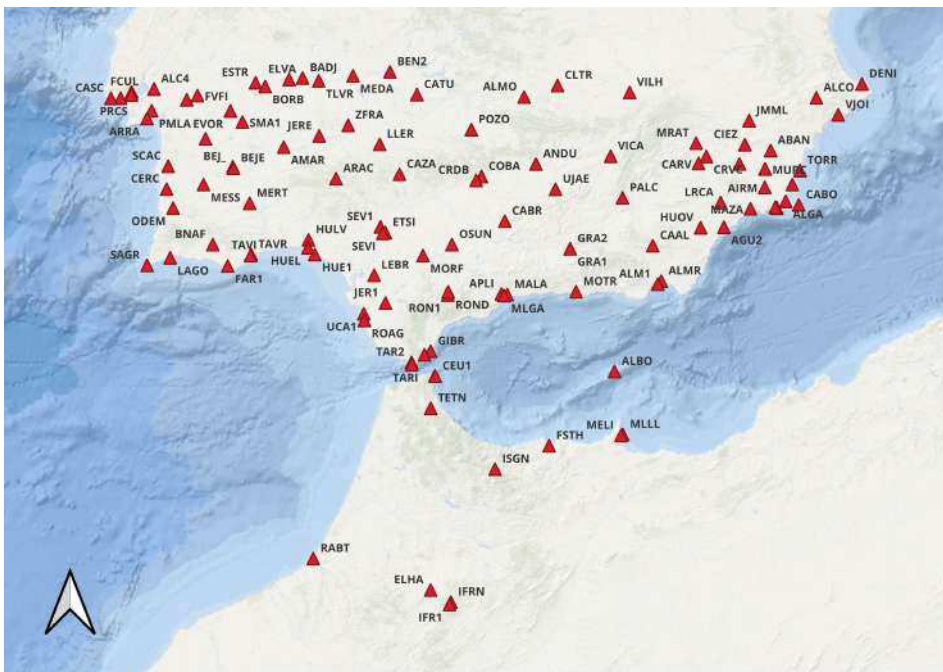 DENI
BEN2
BADJ
ELVA
ESTR
MEDA
CATU
CLTR
VILH
ALCO
FCUL
ALC4
CASC
TLVR
BORB
ALMO
FVFI
VJOI
PRCS
PMLA
SMA1
ZFRA
POZO
JMML
ARRA
EVOR
JERE
LLER
MRAT
CIEZ
ABAN
SCAC
BEJ_
BEJE
AMAR
ARAC
CAZA
CRDB
COBA
ANDU
VICA
CARV
CRVC
MURC
TORR
CERC
MESS
MERT
UJAE
PALC
LRCA
AIRM
CABO
ODEM
SEV1
ETSI
CABR
HUOV
MAZA
ALGA
BNAF
TAVI
TAVR
HULV
SEVI
OSUN
GRA2
CAAL
AGU2
SAGR
LAGO
FAR1
HUEL
HUE1
LEBR
MORF
GRA1
JER1
APLI
MALA
MOTR
ALM1
ALMR
RON1
ROND
MLGA
UCA1
ROAG
GIBR
TAR2
CEU1
ALBO
TARI
TETN
MELI
MLLL
FSTH
ISGN
RABT
ELHA
IFRN
IFR1